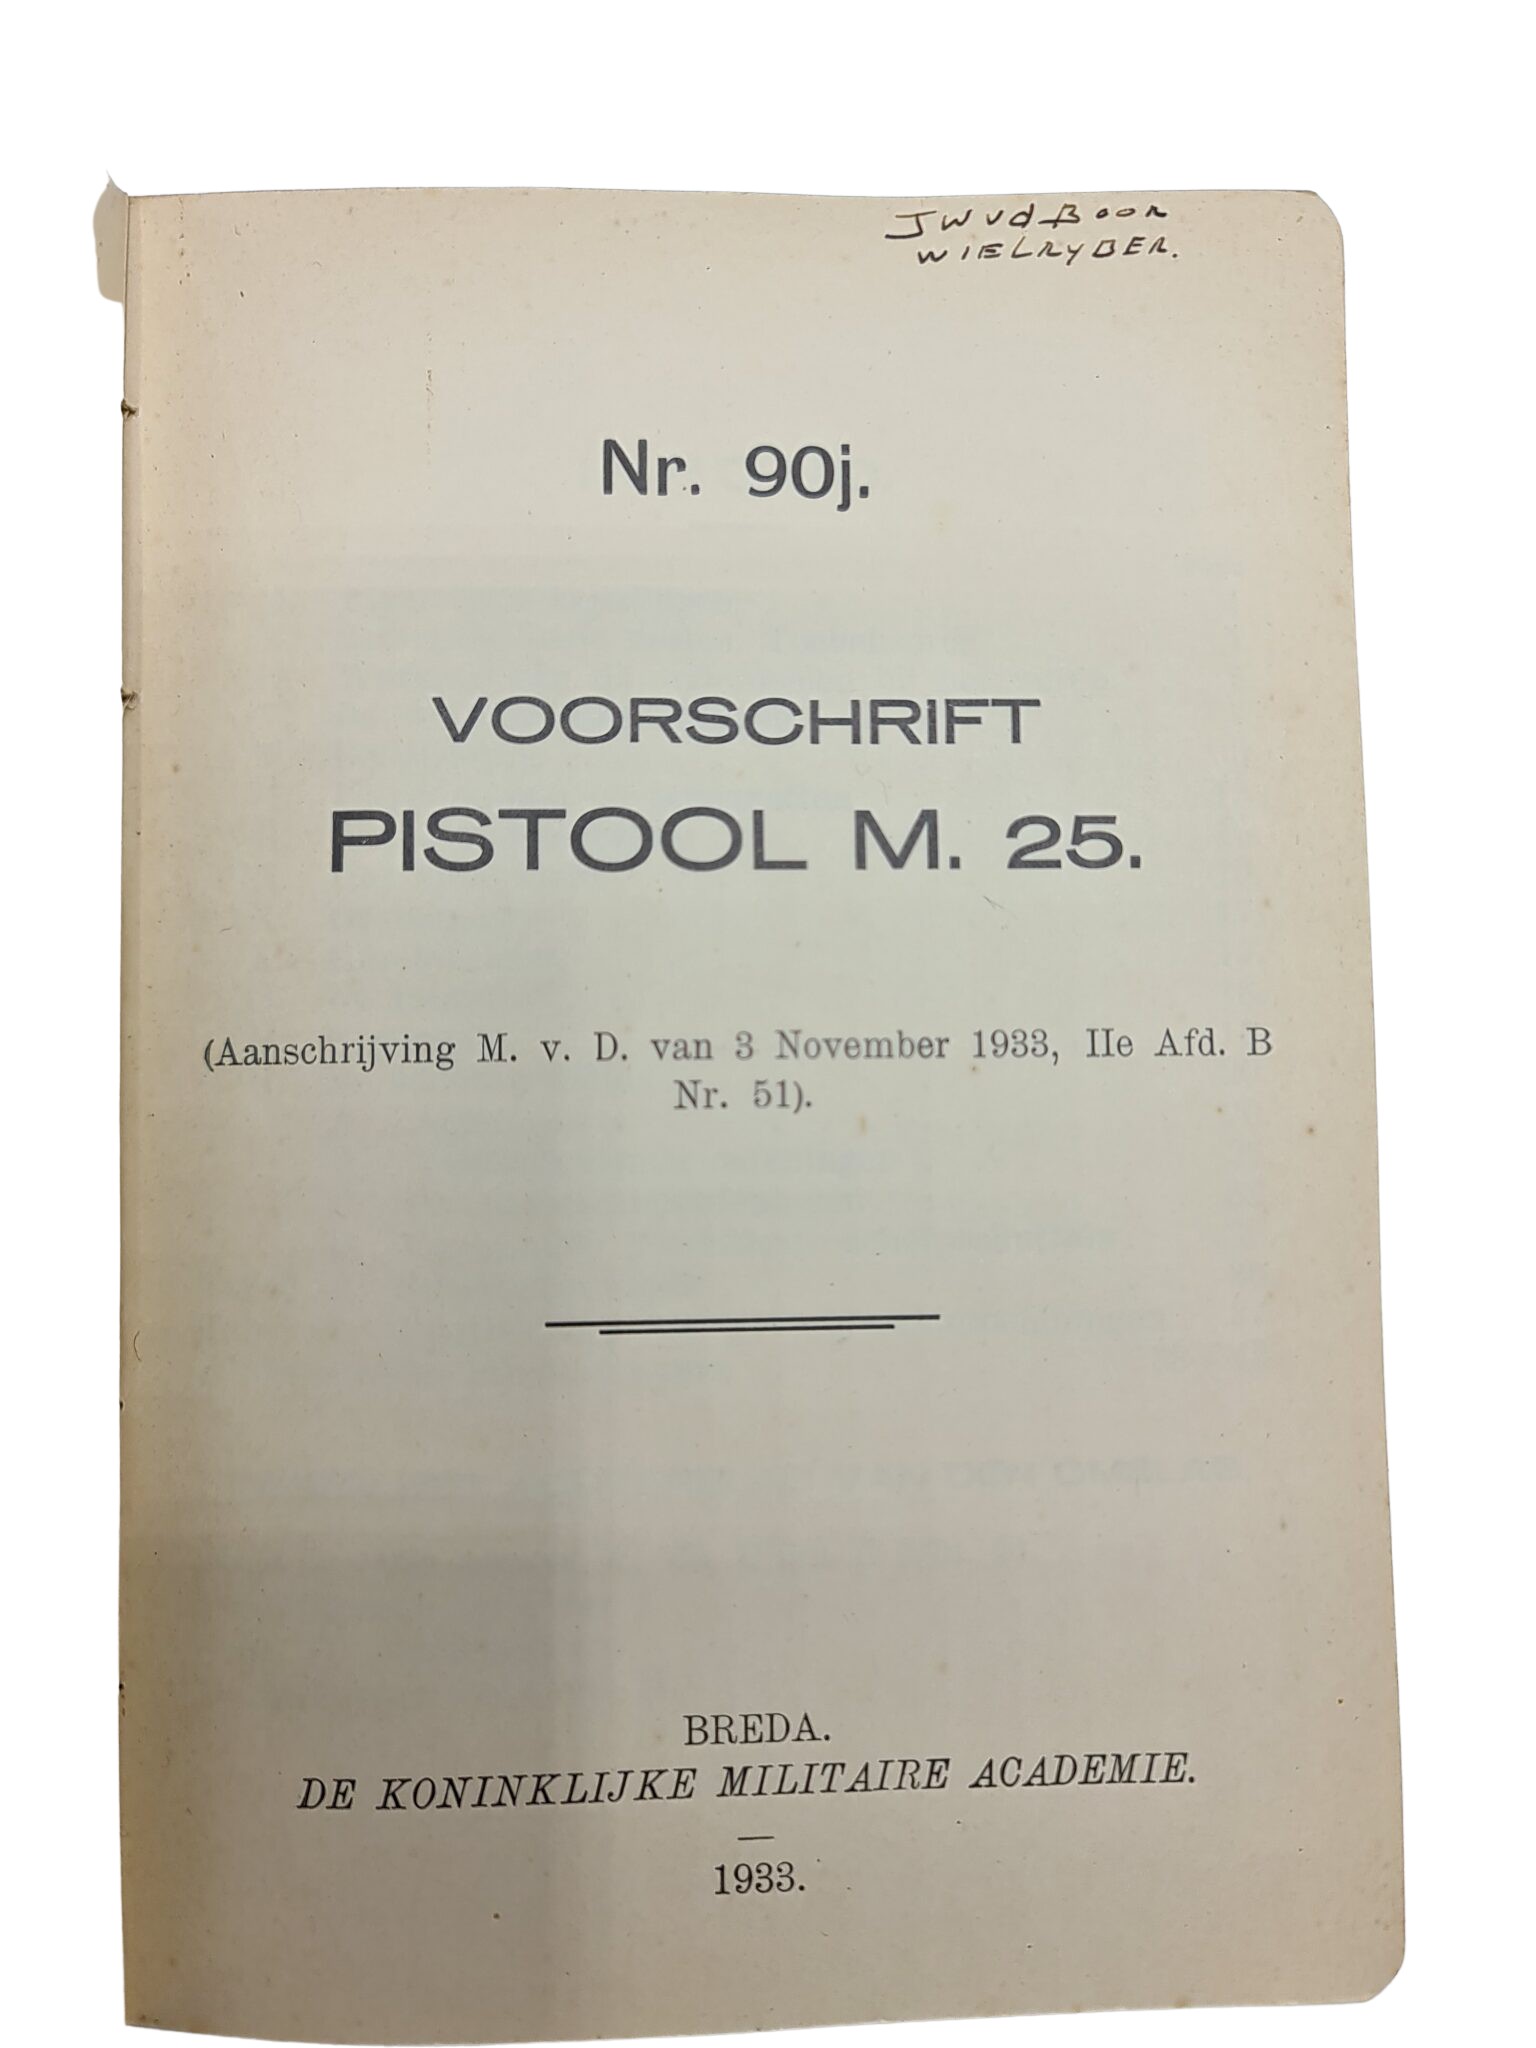 JWVDBOOR
WIELRYBER.
Nr. 90j.
VOORSCHRIFT
PISTOOL M. 25.
(Aanschrijving M. v. D. van 3 November 1933, IIe Afd. B
Nr. 51).
BREDA.
DE KONINKLIJKE MILITAIRE ACADEMIE.
1933.